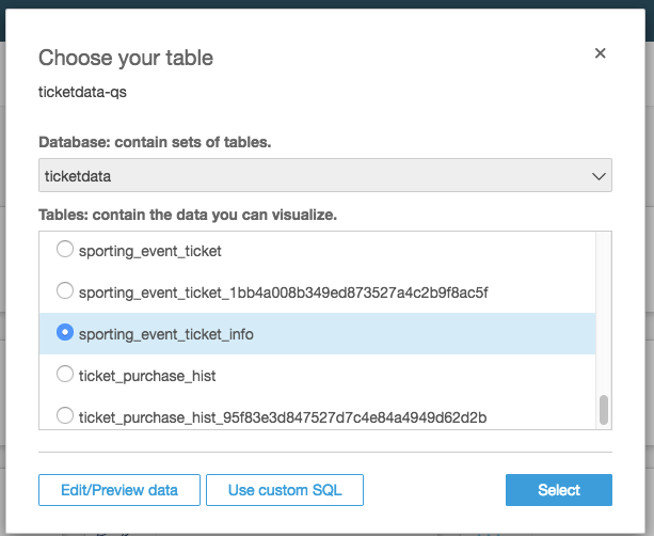 Choose your table
ticketdata-qs
Database: contain sets of tables.
ticketdata
Tables: contain the data you can visualize.
sporting_event_ticket
sporting_event_ticket_1bb4a008b349ed873527a4c2b9f8ac5f
sporting_event_ticket_info
ticket_purchase_hist
ticket_purchase_hist_95f83e3d847527d7c4e84a4949d62d2b
Edit/Preview data Use custom SQL Select